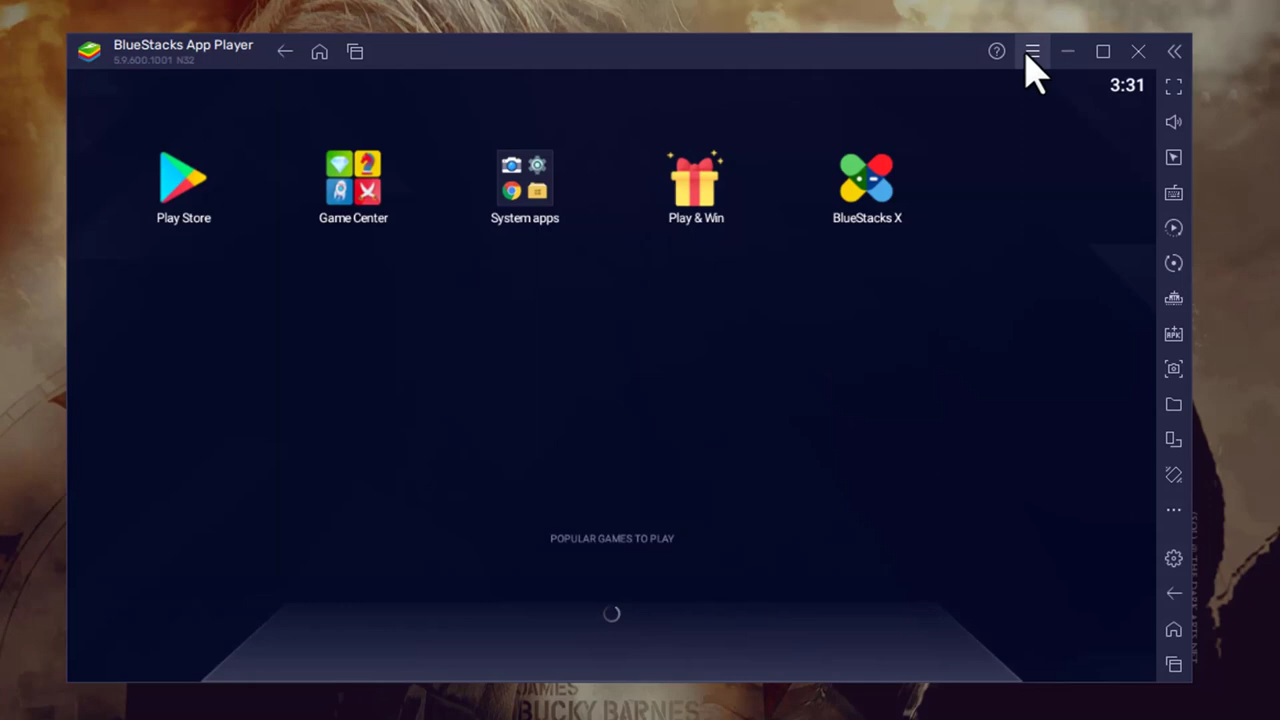 BlueStacks App Player
5.9.600.1001 N32
3:31
Play Store
Game Center
System apps
Play & Win
BlueStacks X
POPULAR GAMES TO PLAY
JAMES
BUCKY BARNES